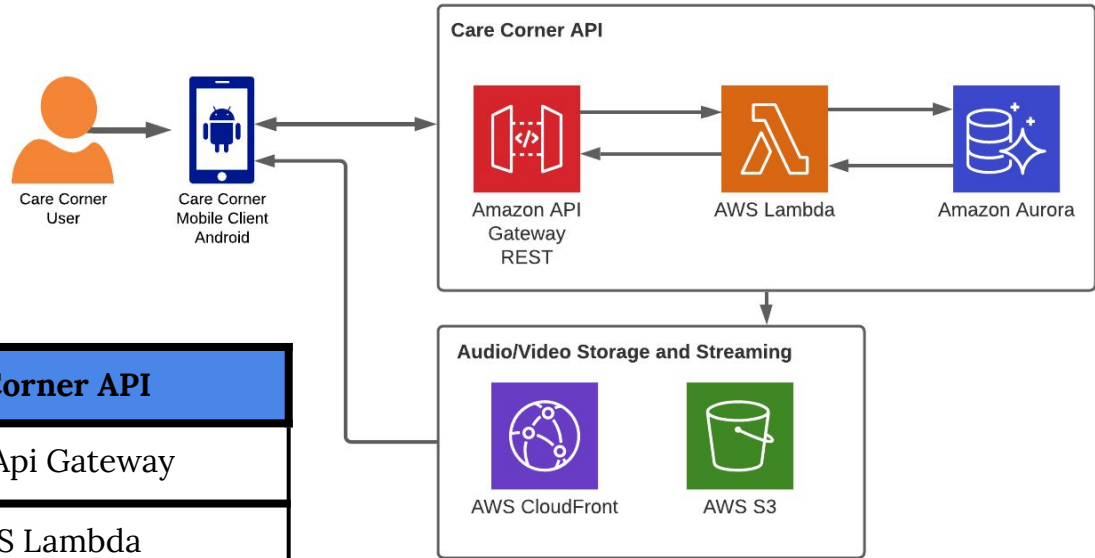 Care Corner API
</>
Amazon API
Gateway
REST
AWS Lambda
Amazon Aurora
Care Corner
User
Care Corner
Mobile Client
Android
Audio/Video Storage and Streaming
AWS CloudFront
AWS S3
Corner API
Api Gateway
S Lambda